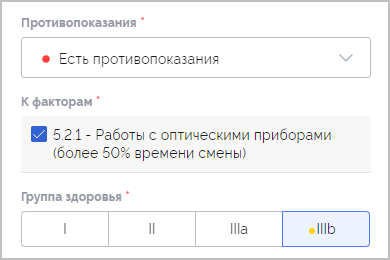 Противопоказания *
Есть противопоказания
К факторам *
5.2.1 - Работы с оптическими приборами
(более 50% времени смены)
Группа здоровья *
I II IIIa IIIb